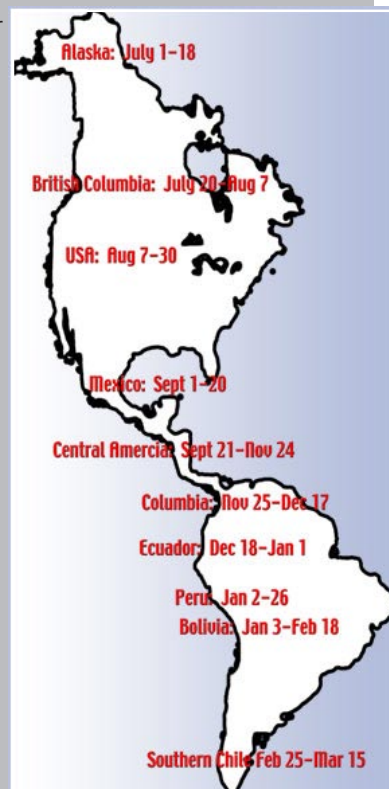 Alaska: July 1-18
British Columbia: July 20-Aug 7
USA: Aug 7-30
Mexico: Sept 1-20
Central Amercia: Sept 21-Nov 24
Columbia: Nov 25-Dec 17
Ecuador: Dec 18-Jan 1
Peru: Jan 2-26
Bolivia: Jan 3-Feb 18
Southern Chile Feb 25-Mar 15